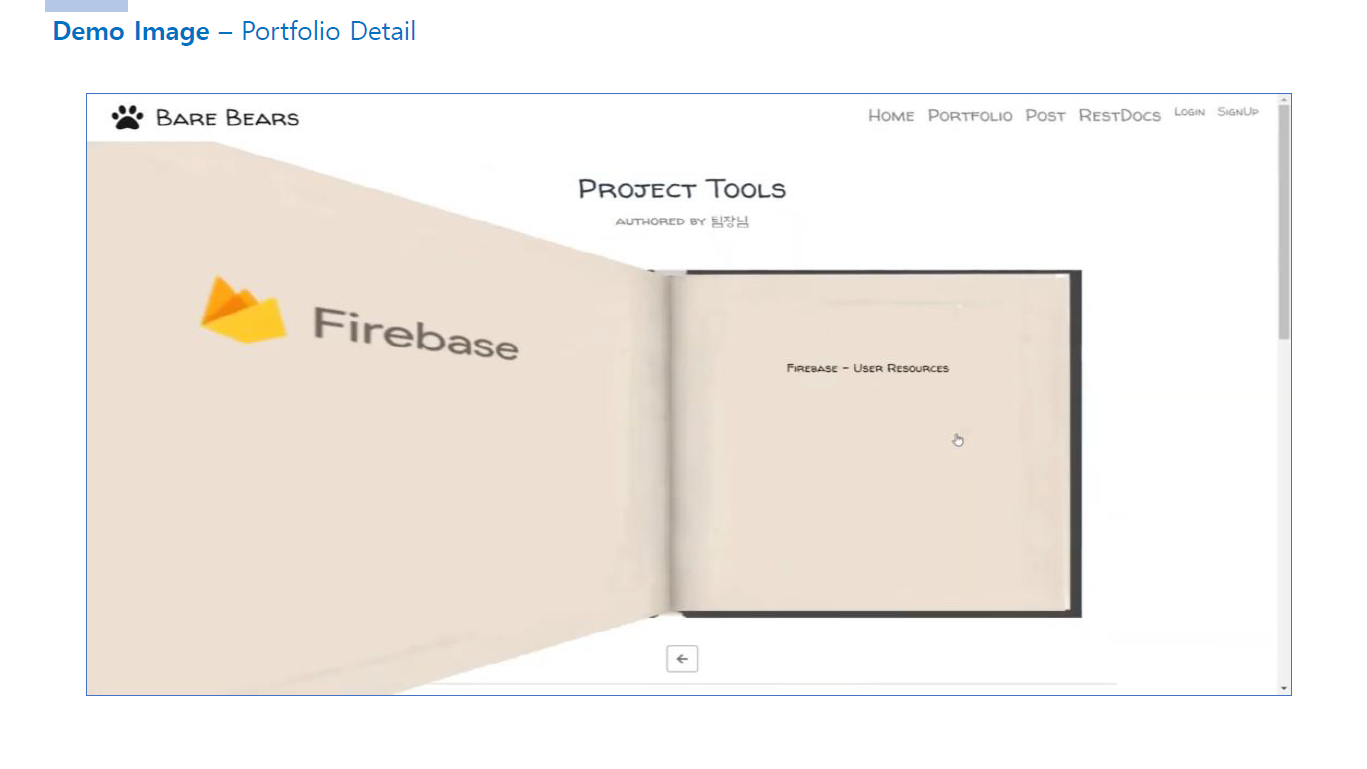 Demo Image – Portfolio Detail
Bare Bears
Home Portfolio Post RestDocs Login SignUp
Project Tools
authored by 팀장님
Firebase
Firebase - User Resources